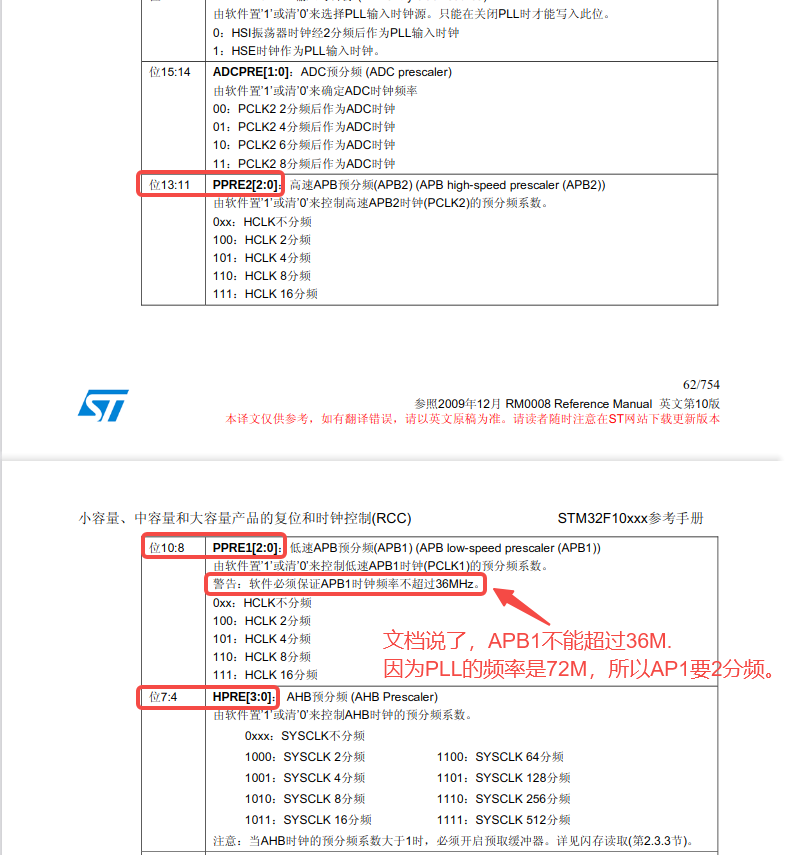 由软件置'1'或清'0'来选择PLL输入时钟源。只能在关闭PLL时才能写入此位。
0：HSI振荡器时钟经2分频后作为PLL输入时钟
1：HSE时钟作为PLL输入时钟。
位15:14
ADCPRE[1:0]：ADC预分频 (ADC prescaler)
由软件置'1'或清'0'来确定ADC时钟频率
00：PCLK2 2分频后作为ADC时钟
01：PCLK2 4分频后作为ADC时钟
10：PCLK2 6分频后作为ADC时钟
11：PCLK2 8分频后作为ADC时钟
位13:11
PPRE2[2:0]：高速APB预分频(APB2) (APB high-speed prescaler (APB2))
由软件置'1'或清'0'来控制高速APB2时钟(PCLK2)的预分频系数。
0xx：HCLK不分频
100：HCLK 2分频
101：HCLK 4分频
110：HCLK 8分频
111：HCLK 16分频
62/754
ST
参照2009年12月 RM0008 Reference Manual 英文第10版
本译文仅供参考，如有翻译错误，请以英文原稿为准。请读者随时注意在ST网站下载更新版本
小容量、中容量和大容量产品的复位和时钟控制(RCC)
STM32F10xxx参考手册
位10:8
PPRE1[2:0]：低速APB预分频(APB1) (APB low-speed prescaler (APB1))
由软件置'1'或清'0'来控制低速APB1时钟(PCLK1)的预分频系数。
警告：软件必须保证APB1时钟频率不超过36MHz。
0xx：HCLK不分频
100：HCLK 2分频
101：HCLK 4分频
110：HCLK 8分频
111：HCLK 16分频
文档说了，APB1不能超过36M.
因为PLL的频率是72M，所以AP1要2分频。
位7:4
HPRE[3:0]： AHB预分频 (AHB Prescaler)
由软件置'1'或清'0'来控制AHB时钟的预分频系数。
0xxx：SYSCLK不分频
1000：SYSCLK 2分频 1100：SYSCLK 64分频
1001：SYSCLK 4分频 1101：SYSCLK 128分频
1010：SYSCLK 8分频 1110：SYSCLK 256分频
1011：SYSCLK 16分频 1111：SYSCLK 512分频
注意：当AHB时钟的预分频系数大于1时，必须开启预取缓冲器。详见闪存读取(第2.3.3节)。